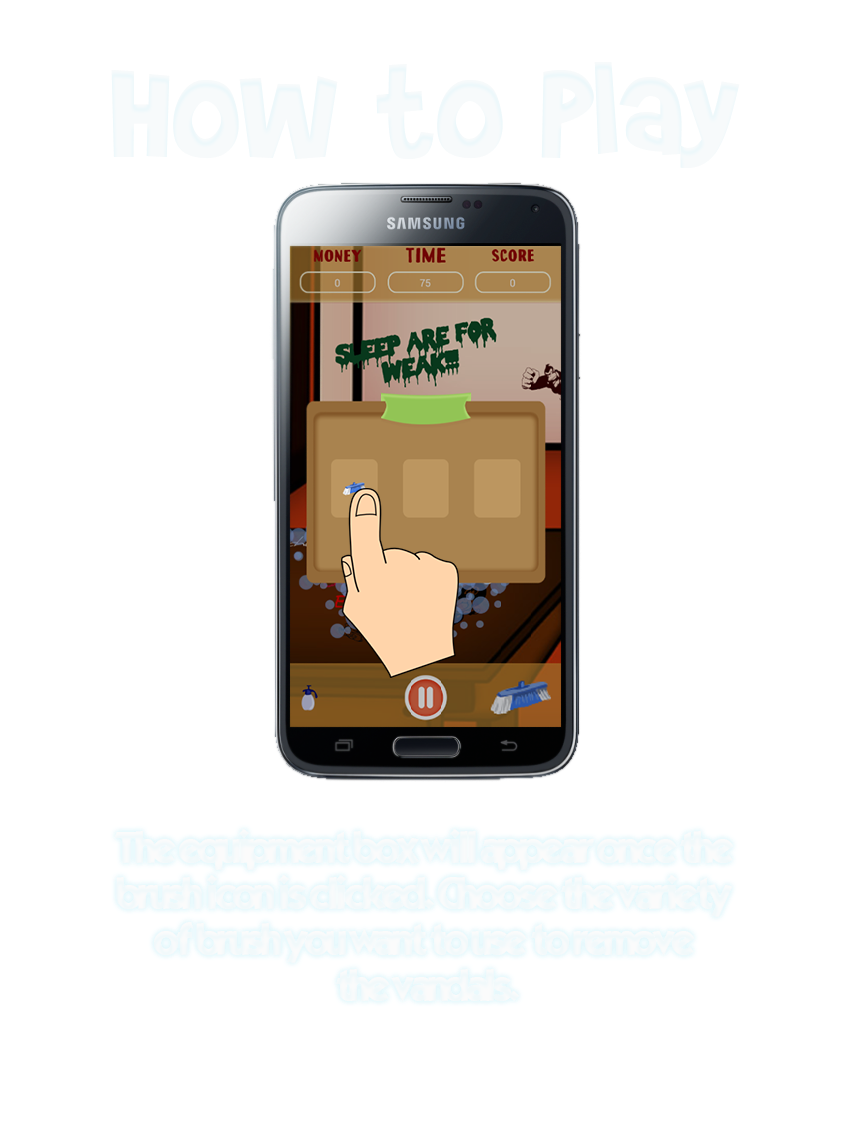 How to Play
SAMSUNG
MONEY TIME SCORE
0 75 0
SLEEP ARE FOR
WEAK!!!
The equipment box will appear once the
brush icon is clicked. Choose the variety
of brush you want to use to remove
the vandals.